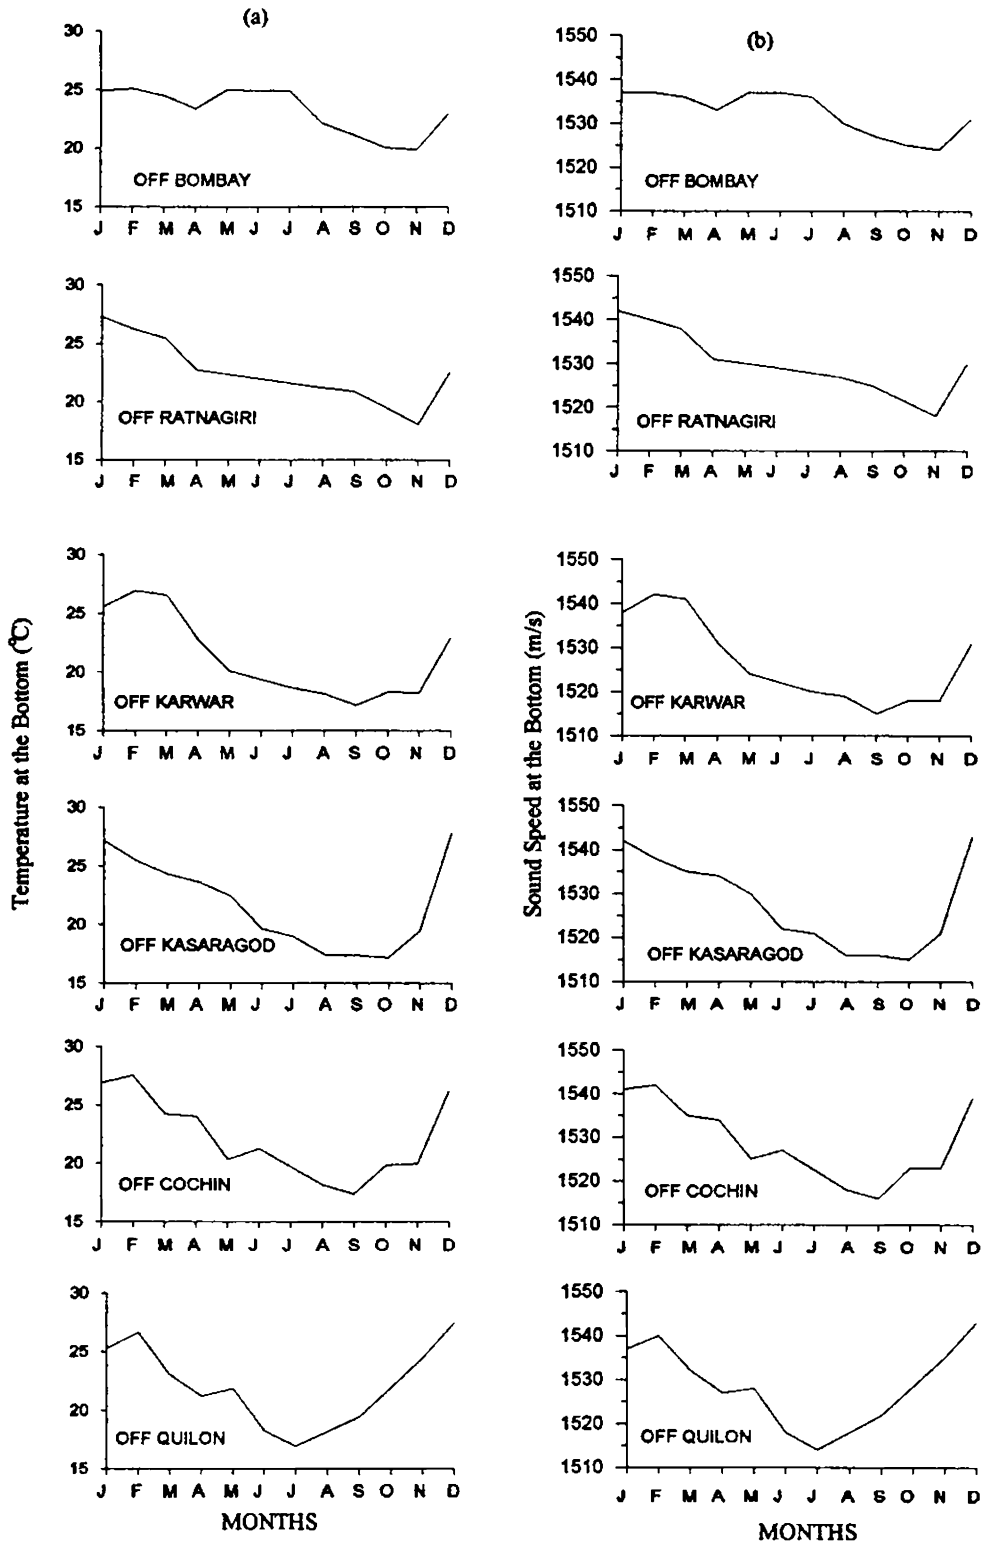 (a)
30
25
20
15
OFF BOMBAY
J F M A M J J A S O N D
30
25
20
15
OFF RATNAGIRI
J F M A M J J A S O N D
30
25
20
15
OFF KARWAR
J F M A M J J A S O N D
30
25
20
15
OFF KASARAGOD
J F M A M J J A S O N D
30
25
20
15
OFF COCHIN
J F M A M J J A S O N D
30
25
20
15
OFF QUILON
J F M A M J J A S O N D
MONTHS
Temperature at the Bottom (°C)
(b)
1550
1540
1530
1520
1510
OFF BOMBAY
J F M A M J J A S O N D
1550
1540
1530
1520
1510
OFF RATNAGIRI
J F M A M J J A S O N D
1550
1540
1530
1520
1510
OFF KARWAR
J F M A M J J A S O N D
1550
1540
1530
1520
1510
OFF KASARAGOD
J F M A M J J A S O N D
1550
1540
1530
1520
1510
OFF COCHIN
J F M A M J J A S O N D
1550
1540
1530
1520
1510
OFF QUILON
J F M A M J J A S O N D
MONTHS
Sound Speed at the Bottom (m/s)